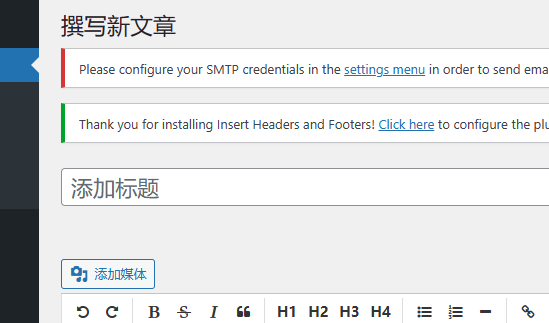 撰写新文章
Please configure your SMTP credentials in the settings menu in order to send
Thank you for installing Insert Headers and Footers! Click here to configure the
添加标题
添加媒体
B S I H1 H2 H3 H4